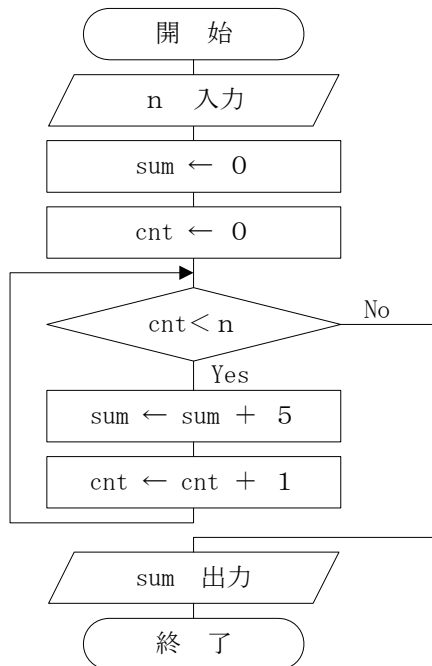 開　始
ｎ　入力
sum ← ０
cnt ← ０
cnt＜ｎ
No
Yes
sum ← sum ＋ ５
cnt ← cnt ＋ １
sum　出力
終　了